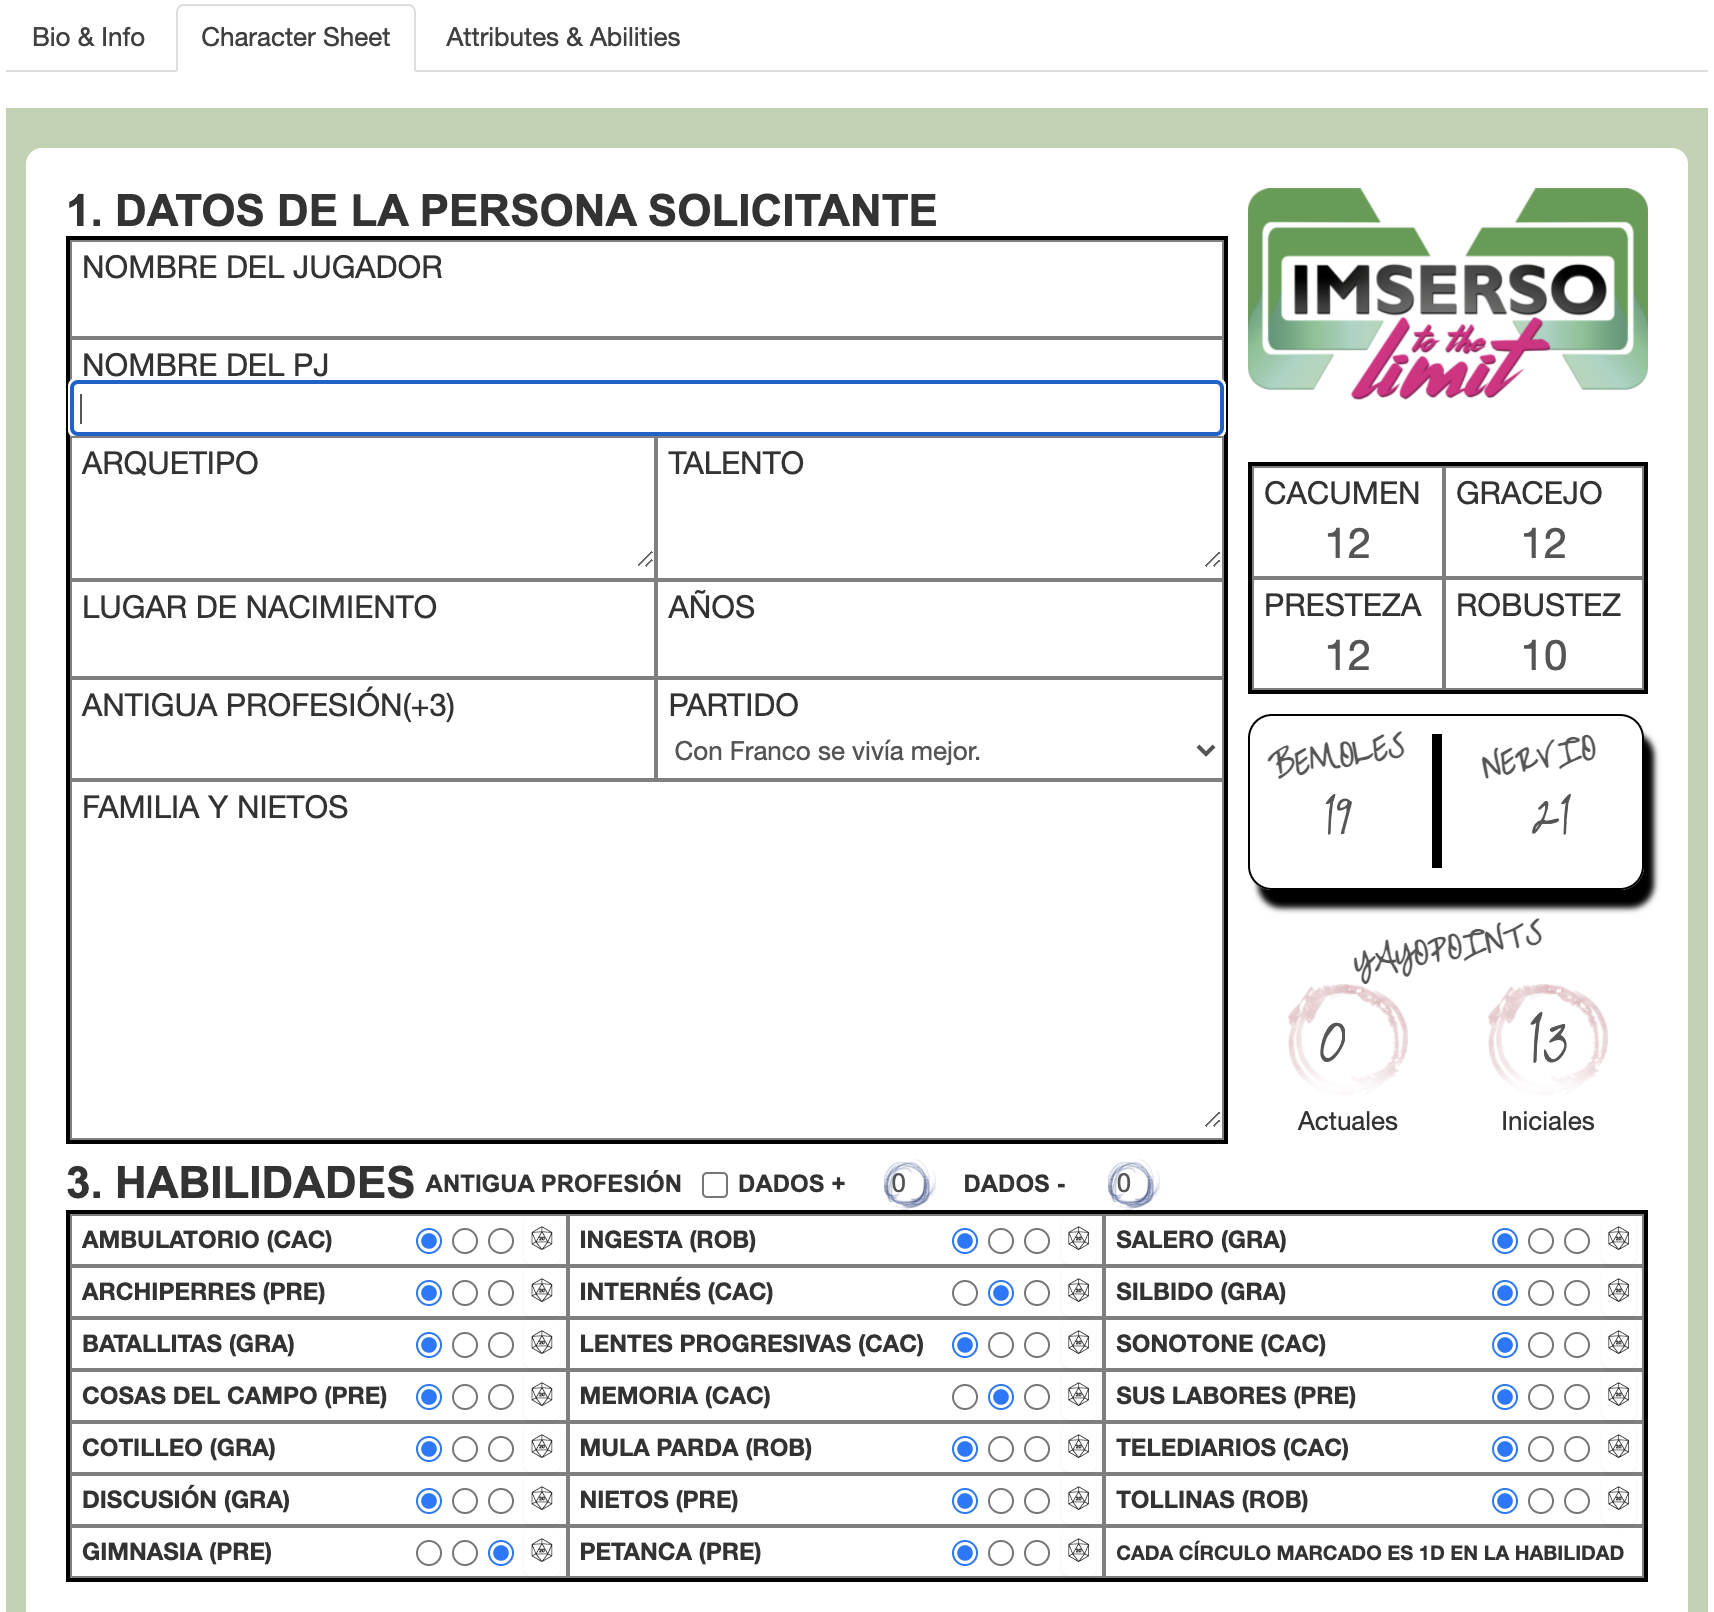 Bio & Info
Character Sheet
Attributes & Abilities
1. DATOS DE LA PERSONA SOLICITANTE
NOMBRE DEL JUGADOR
NOMBRE DEL PJ
ARQUETIPO
TALENTO
LUGAR DE NACIMIENTO
AÑOS
ANTIGUA PROFESIÓN(+3)
PARTIDO
Con Franco se vivía mejor.
FAMILIA Y NIETOS
IMSERSO
to the
limit
CACUMEN
12
GRACEJO
12
PRESTEZA
12
ROBUSTEZ
10
BEMOLES
19
NERVIO
21
YAYOPOINTS
0
13
Actuales
Iniciales
3. HABILIDADES ANTIGUA PROFESIÓN DADOS + 0 DADOS - 0
AMBULATORIO (CAC)
INGESTA (ROB)
SALERO (GRA)
ARCHIPERRES (PRE)
INTERNÉS (CAC)
SILBIDO (GRA)
BATALLITAS (GRA)
LENTES PROGRESIVAS (CAC)
SONOTONE (CAC)
COSAS DEL CAMPO (PRE)
MEMORIA (CAC)
SUS LABORES (PRE)
COTILLEO (GRA)
MULA PARDA (ROB)
TELEDIARIOS (CAC)
DISCUSIÓN (GRA)
NIETOS (PRE)
TOLLINAS (ROB)
GIMNASIA (PRE)
PETANCA (PRE)
CADA CÍRCULO MARCADO ES 1D EN LA HABILIDAD